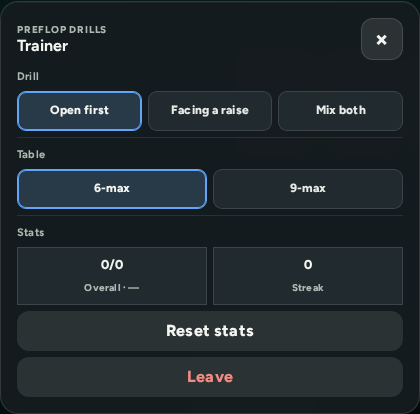 PREFLOP DRILLS
Trainer
×
Drill
Open first
Facing a raise
Mix both
Table
6-max
9-max
Stats
0/0
Overall · —
0
Streak
Reset stats
Leave